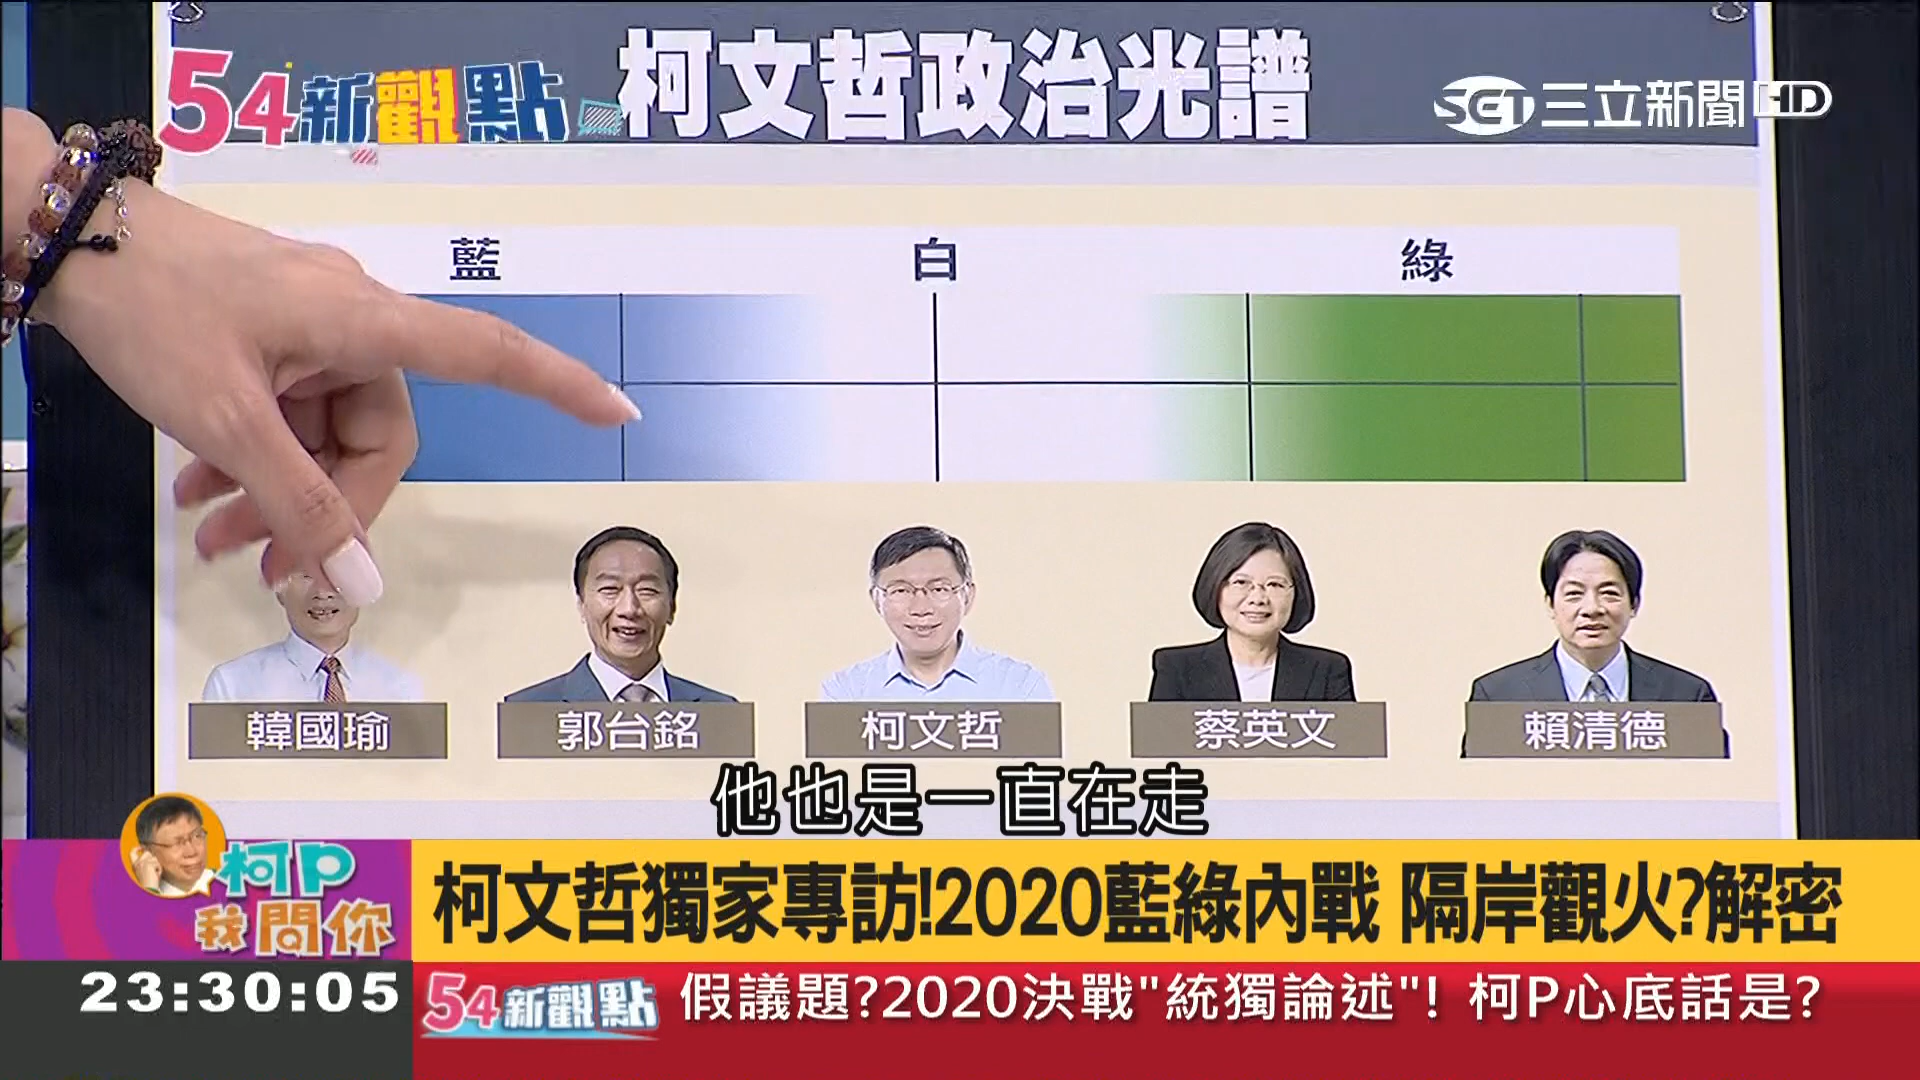 54新觀點
柯文哲政治光譜
SET三立新聞HD
藍
白
綠
韓國瑜
郭台銘
柯文哲
蔡英文
賴清德
他也是一直在走
柯P
我問你
柯文哲獨家專訪!2020藍綠內戰 隔岸觀火?解密
23:30:05
54新觀點
假議題?2020決戰"統獨論述"! 柯P心底話是?